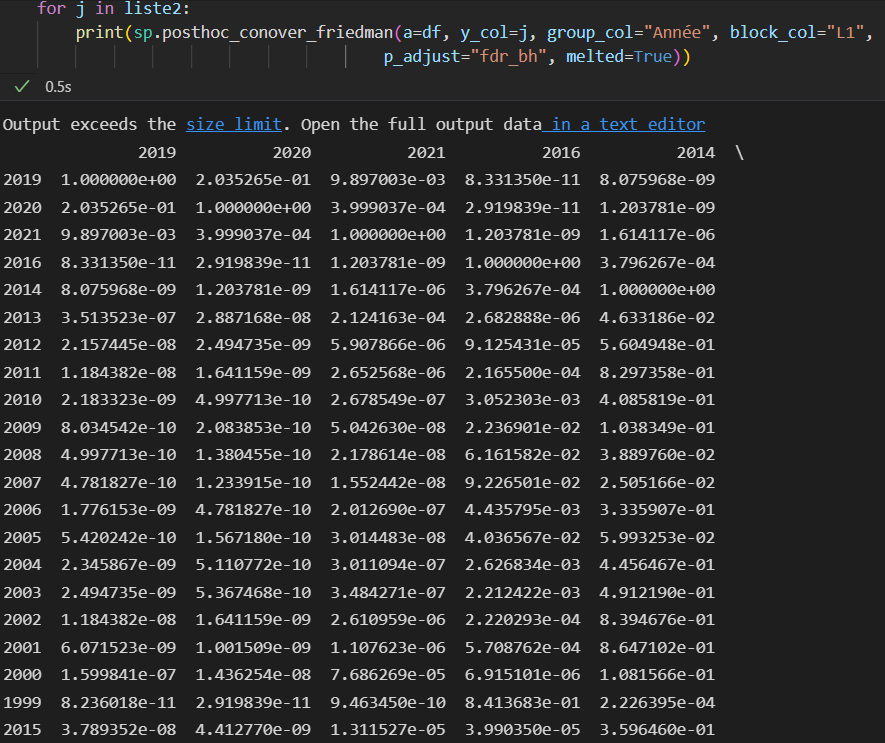 for j in liste2:
print(sp.posthoc_conover_friedman(a=df, y_col=j, group_col="Année", block_col="L1",
p_adjust="fdr_bh", melted=True))
0.5s
Output exceeds the size limit. Open the full output data in a text editor
2019 2020 2021 2016 2014 \
2019 1.000000e+00 2.035265e-01 9.897003e-03 8.331350e-11 8.075968e-09
2020 2.035265e-01 1.000000e+00 3.999037e-04 2.919839e-11 1.203781e-09
2021 9.897003e-03 3.999037e-04 1.000000e+00 1.203781e-09 1.614117e-06
2016 8.331350e-11 2.919839e-11 1.203781e-09 1.000000e+00 3.796267e-04
2014 8.075968e-09 1.203781e-09 1.614117e-06 3.796267e-04 1.000000e+00
2013 3.513523e-07 2.887168e-08 2.124163e-04 2.682888e-06 4.633186e-02
2012 2.157445e-08 2.494735e-09 5.907866e-06 9.125431e-05 5.604948e-01
2011 1.184382e-08 1.641159e-09 2.652568e-06 2.165500e-04 8.297358e-01
2010 2.183323e-09 4.997713e-10 2.678549e-07 3.052303e-03 4.085819e-01
2009 8.034542e-10 2.083853e-10 5.042630e-08 2.236901e-02 1.038349e-01
2008 4.997713e-10 1.380455e-10 2.178614e-08 6.161582e-02 3.889760e-02
2007 4.781827e-10 1.233915e-10 1.552442e-08 9.226501e-02 2.505166e-02
2006 1.776153e-09 4.781827e-10 2.012690e-07 4.435795e-03 3.335907e-01
2005 5.420242e-10 1.567180e-10 3.014483e-08 4.036567e-02 5.993253e-02
2004 2.345867e-09 5.110772e-10 3.011094e-07 2.626834e-03 4.456467e-01
2003 2.494735e-09 5.367468e-10 3.484271e-07 2.212422e-03 4.912190e-01
2002 1.184382e-08 1.641159e-09 2.610959e-06 2.220293e-04 8.394676e-01
2001 6.071523e-09 1.001509e-09 1.107623e-06 5.708762e-04 8.647102e-01
2000 1.599841e-07 1.436254e-08 7.686269e-05 6.915101e-06 1.081566e-01
1999 8.236018e-11 2.919839e-11 9.463450e-10 8.413683e-01 2.226395e-04
2015 3.789352e-08 4.412770e-09 1.311527e-05 3.990350e-05 3.596460e-01